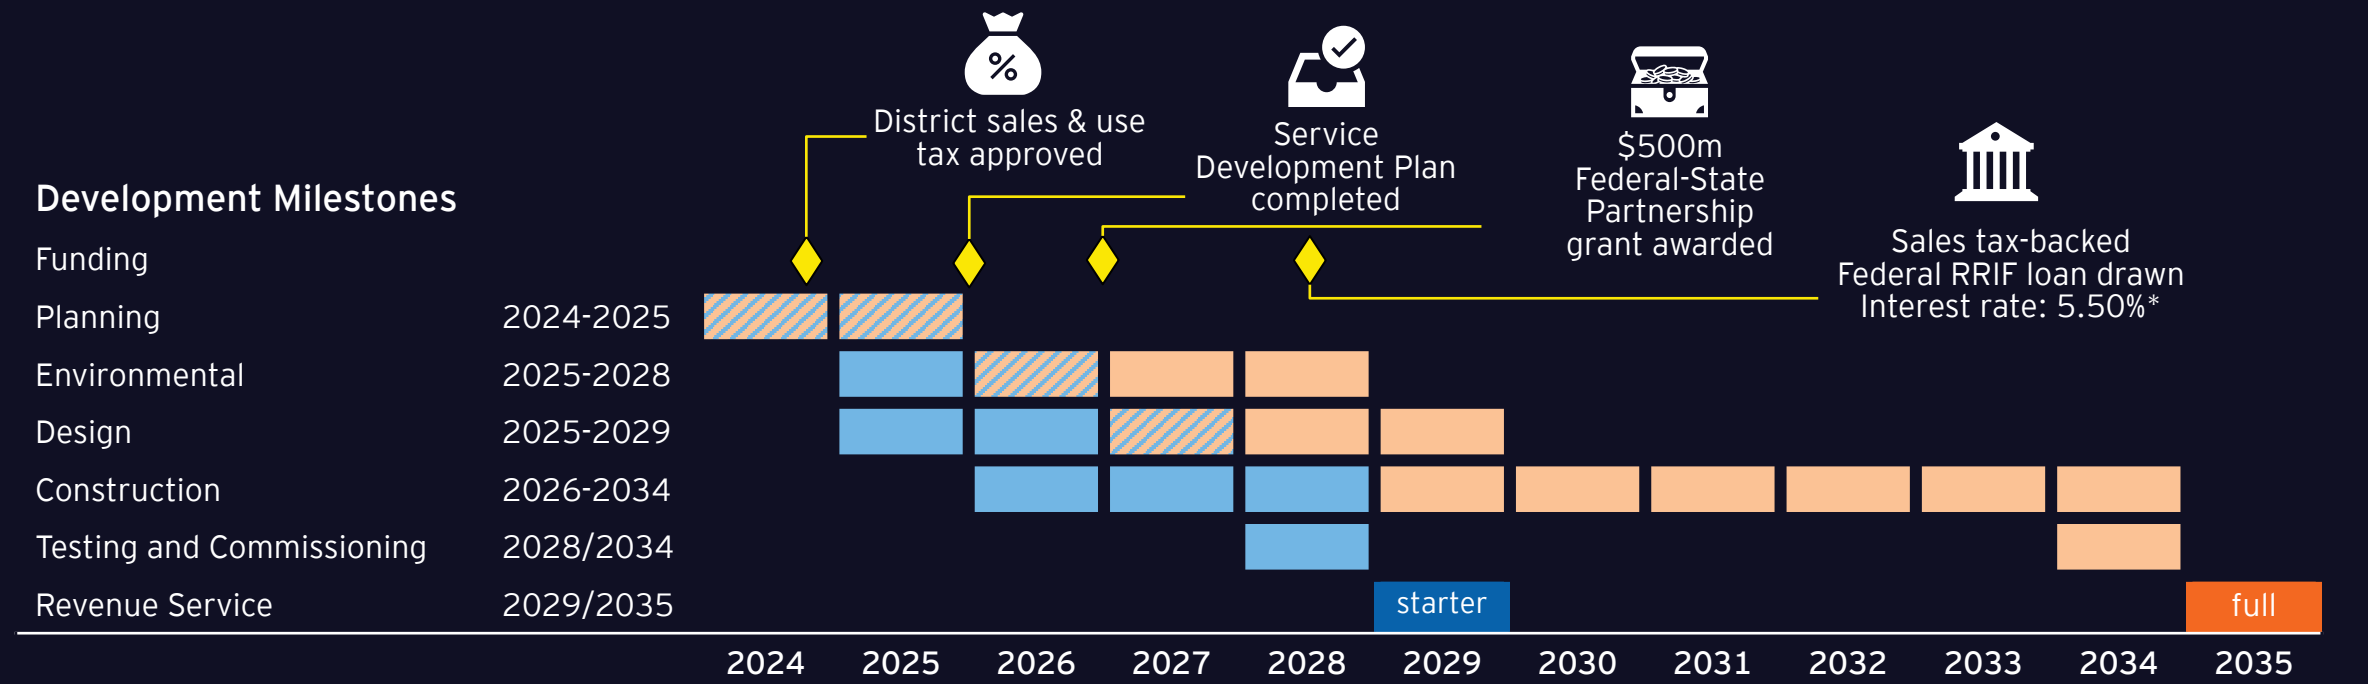 District sales & use
tax approved
Service
Development Plan
completed
$500m
Federal-State
Partnership
grant awarded
Sales tax-backed
Federal RRIF loan drawn
Interest rate: 5.50%*
Development Milestones
Funding
Planning 2024-2025
Environmental 2025-2028
Design 2025-2029
Construction 2026-2034
Testing and Commissioning 2028/2034
Revenue Service 2029/2035 starter full
2024 2025 2026 2027 2028 2029 2030 2031 2032 2033 2034 2035